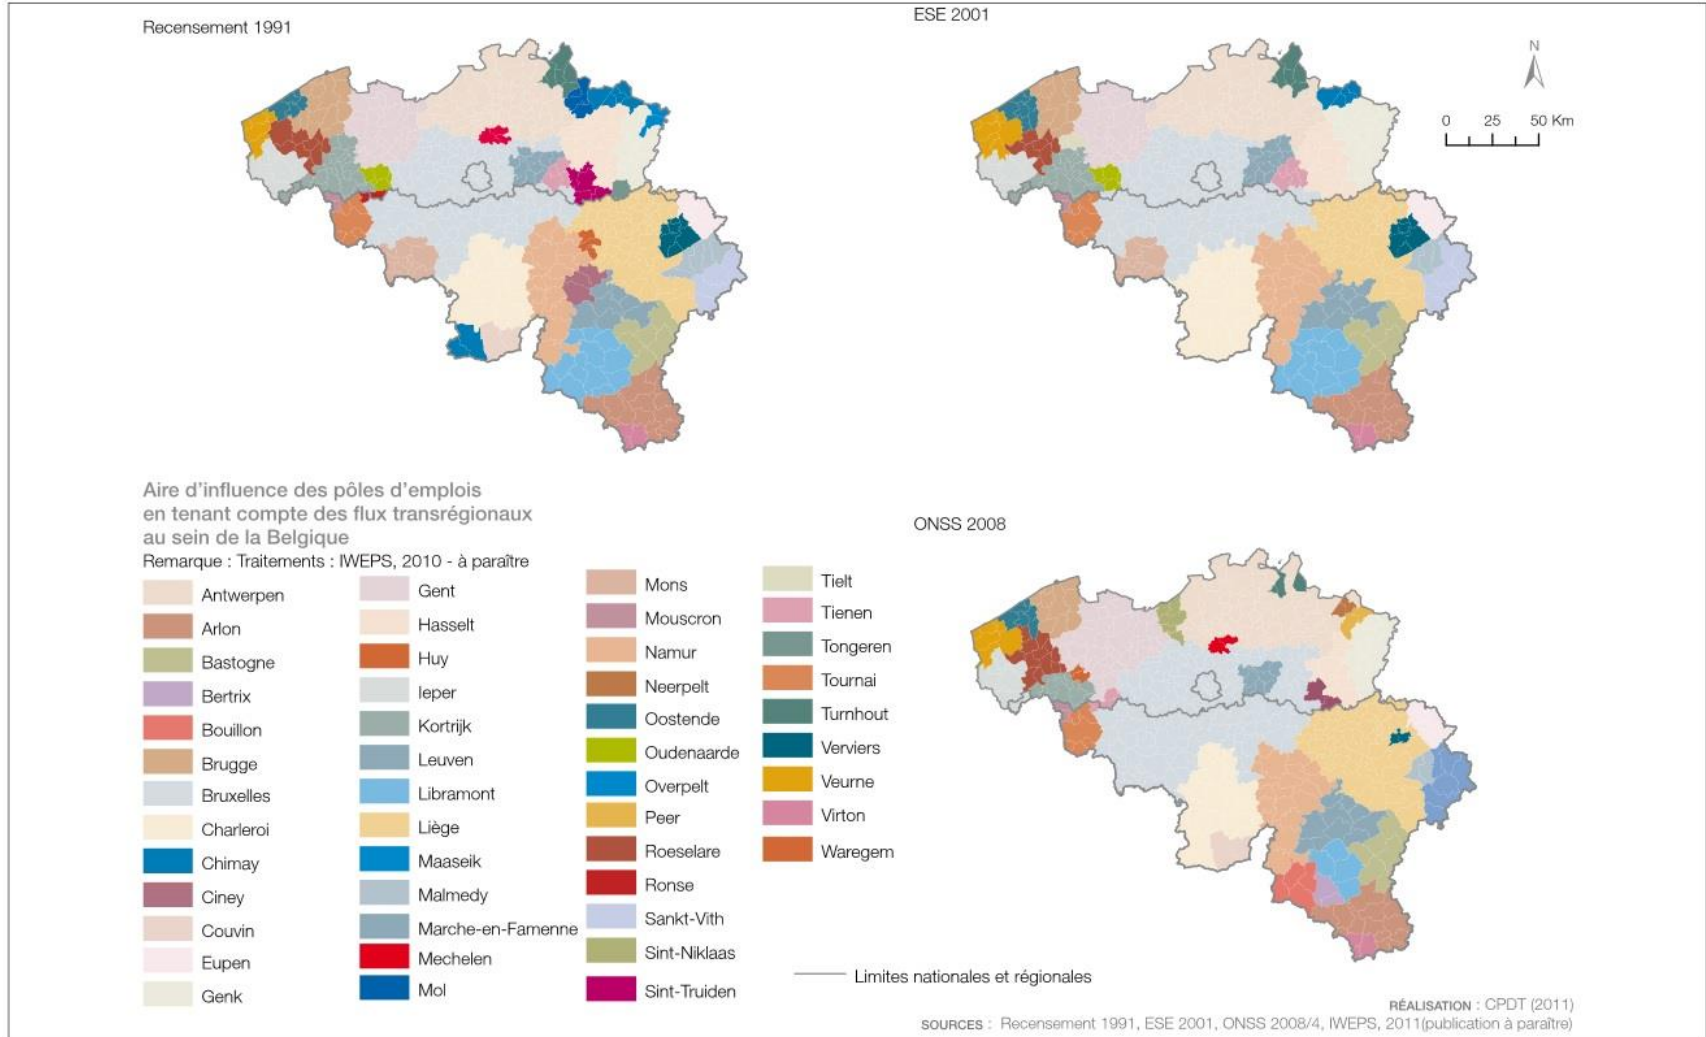 Recensement 1991
ESE 2001
N
0 25 50 Km
Aire d'influence des pôles d'emplois
en tenant compte des flux transrégionaux
au sein de la Belgique
Remarque : Traitements : IWEPS, 2010 - à paraître
ONSS 2008
Antwerpen
Arlon
Bastogne
Bertrix
Bouillon
Brugge
Bruxelles
Charleroi
Chimay
Ciney
Couvin
Eupen
Genk
Gent
Hasselt
Huy
Ieper
Kortrijk
Leuven
Libramont
Liège
Maaseik
Malmedy
Marche-en-Famenne
Mechelen
Mol
Mons
Mouscron
Namur
Neerpelt
Oostende
Oudenaarde
Overpelt
Peer
Roeselare
Ronse
Sankt-Vith
Sint-Niklaas
Sint-Truiden
Tielt
Tienen
Tongeren
Tournai
Turnhout
Verviers
Veurne
Virton
Waregem
Limites nationales et régionales
RÉALISATION : CPDT (2011)
SOURCES : Recensement 1991, ESE 2001, ONSS 2008/4, IWEPS, 2011(publication à paraître)